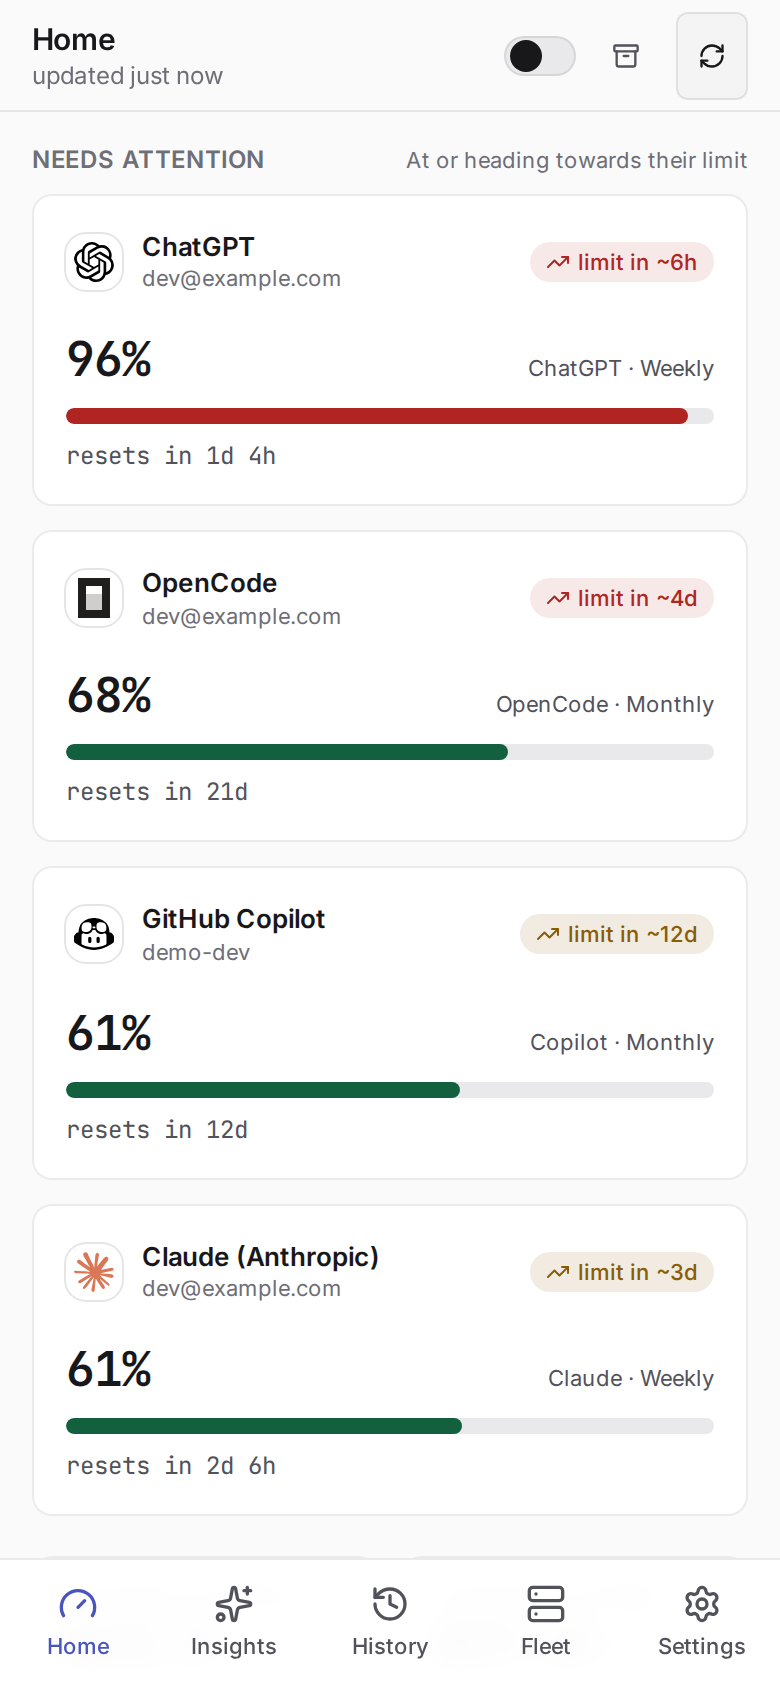 Home
updated just now
NEEDS ATTENTION
At or heading towards their limit
ChatGPT
dev@example.com
limit in ~6h
96%
ChatGPT · Weekly
resets in 1d 4h
OpenCode
dev@example.com
limit in ~4d
68%
OpenCode · Monthly
resets in 21d
GitHub Copilot
demo-dev
limit in ~12d
61%
Copilot · Monthly
resets in 12d
Claude (Anthropic)
dev@example.com
limit in ~3d
61%
Claude · Weekly
resets in 2d 6h
Home
Insights
History
Fleet
Settings